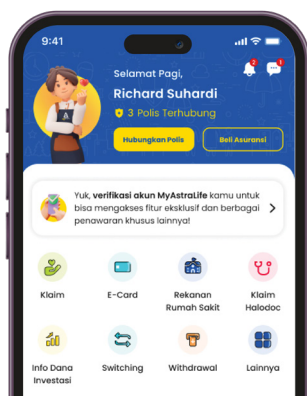 9:41
Selamat Pagi,
Richard Suhardi
3 Polis Terhubung
Hubungkan Polis
Beli Asuransi
Yuk, verifikasi akun MyAstraLife kamu untuk
bisa mengakses fitur eksklusif dan berbagai
penawaran khusus lainnya!
Klaim
E-Card
Rekanan
Rumah Sakit
Klaim
Halodoc
Info Dana
Investasi
Switching
Withdrawal
Lainnya